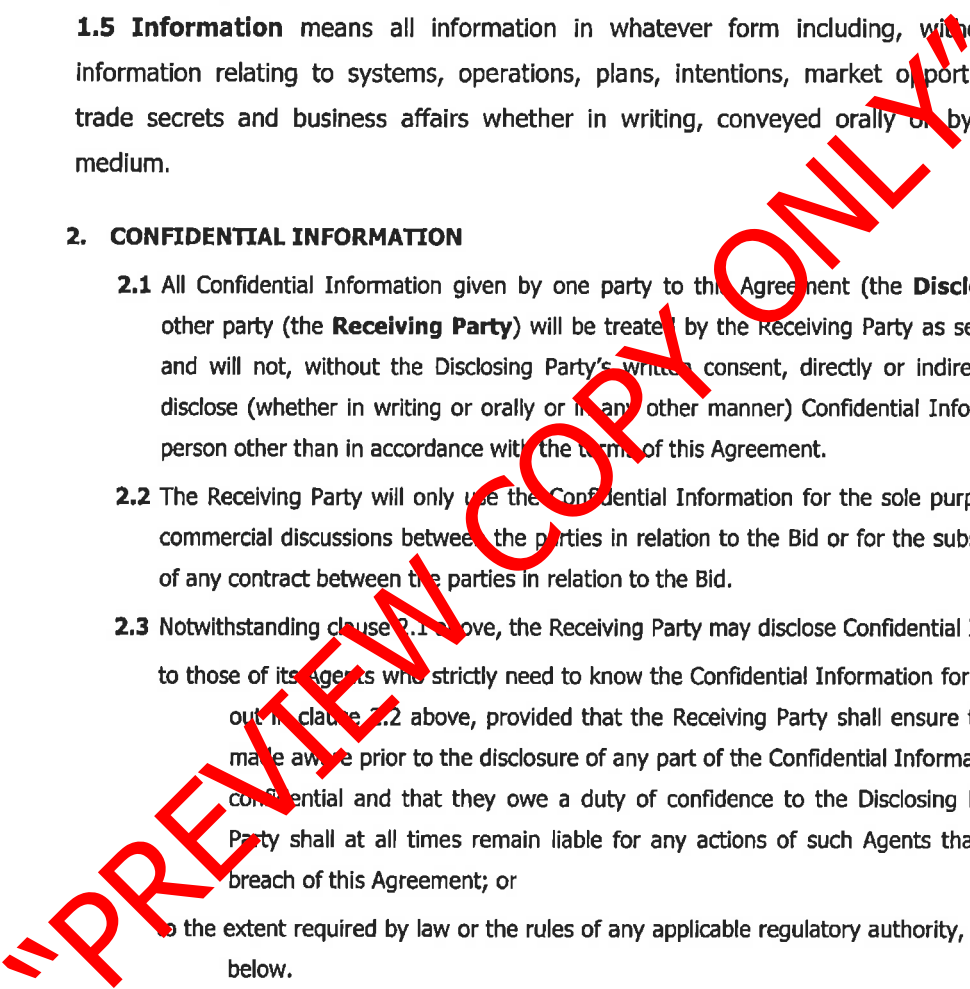 1.5 Information means all information in whatever form including,
information relating to systems, operations, plans, intentions, market
trade secrets and business affairs whether in writing, conveyed orally or by
medium.
2. CONFIDENTIAL INFORMATION
2.1 All Confidential Information given by one party to this Agreement (the
other party (the Receiving Party) will be treated by the Receiving Party as
and will not, without the Disclosing Party's written consent, directly or
disclose (whether in writing or orally or in any other manner) Confidential
person other than in accordance with the terms of this Agreement.
2.2 The Receiving Party will only use the Confidential Information for the sole
commercial discussions between the parties in relation to the Bid or for the
of any contract between the parties in relation to the Bid.
2.3 Notwithstanding clause 2.1 above, the Receiving Party may disclose Confidential
to those of its Agents who strictly need to know the Confidential Information for
out in clause 2.2 above, provided that the Receiving Party shall ensure
made aware prior to the disclosure of any part of the Confidential
confidential and that they owe a duty of confidence to the Disclosing
Party shall at all times remain liable for any actions of such Agents
breach of this Agreement; or
to the extent required by law or the rules of any applicable regulatory authority,
below.
"PREVIEW COPY ONLY"